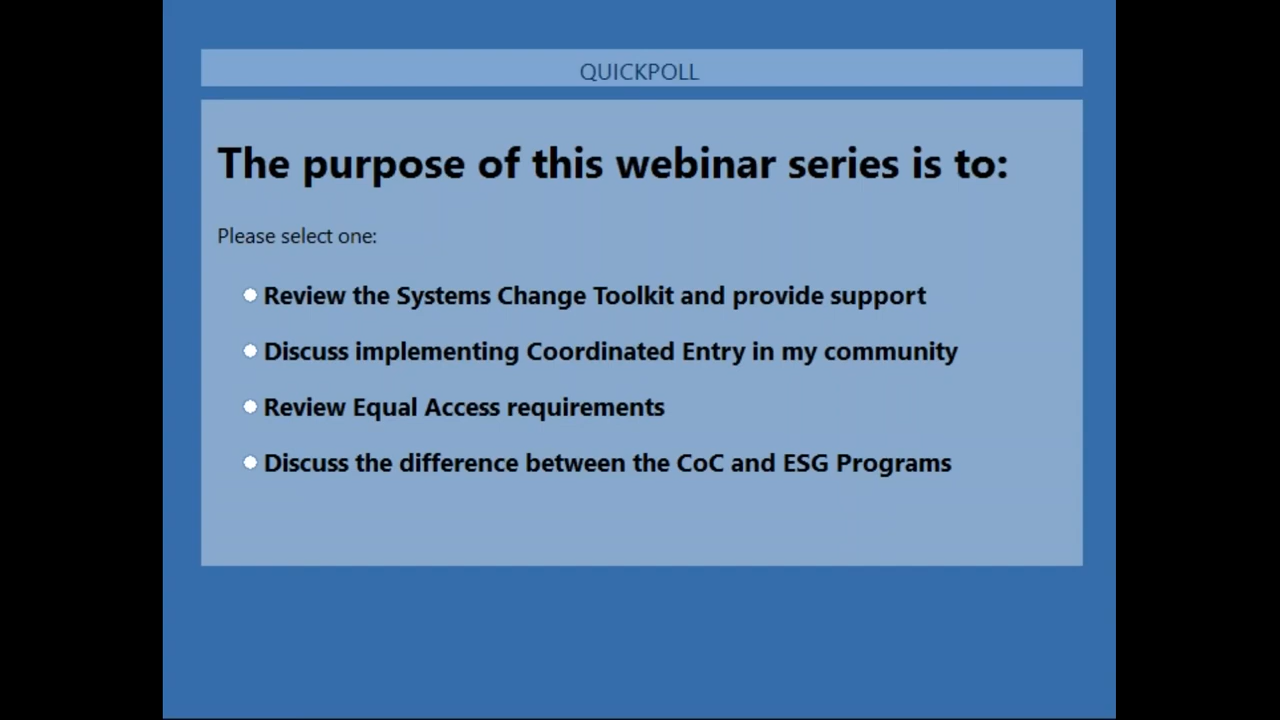 QUICKPOLL
The purpose of this webinar series is to:
Please select one:
Review the Systems Change Toolkit and provide support
Discuss implementing Coordinated Entry in my community
Review Equal Access requirements
Discuss the difference between the CoC and ESG Programs